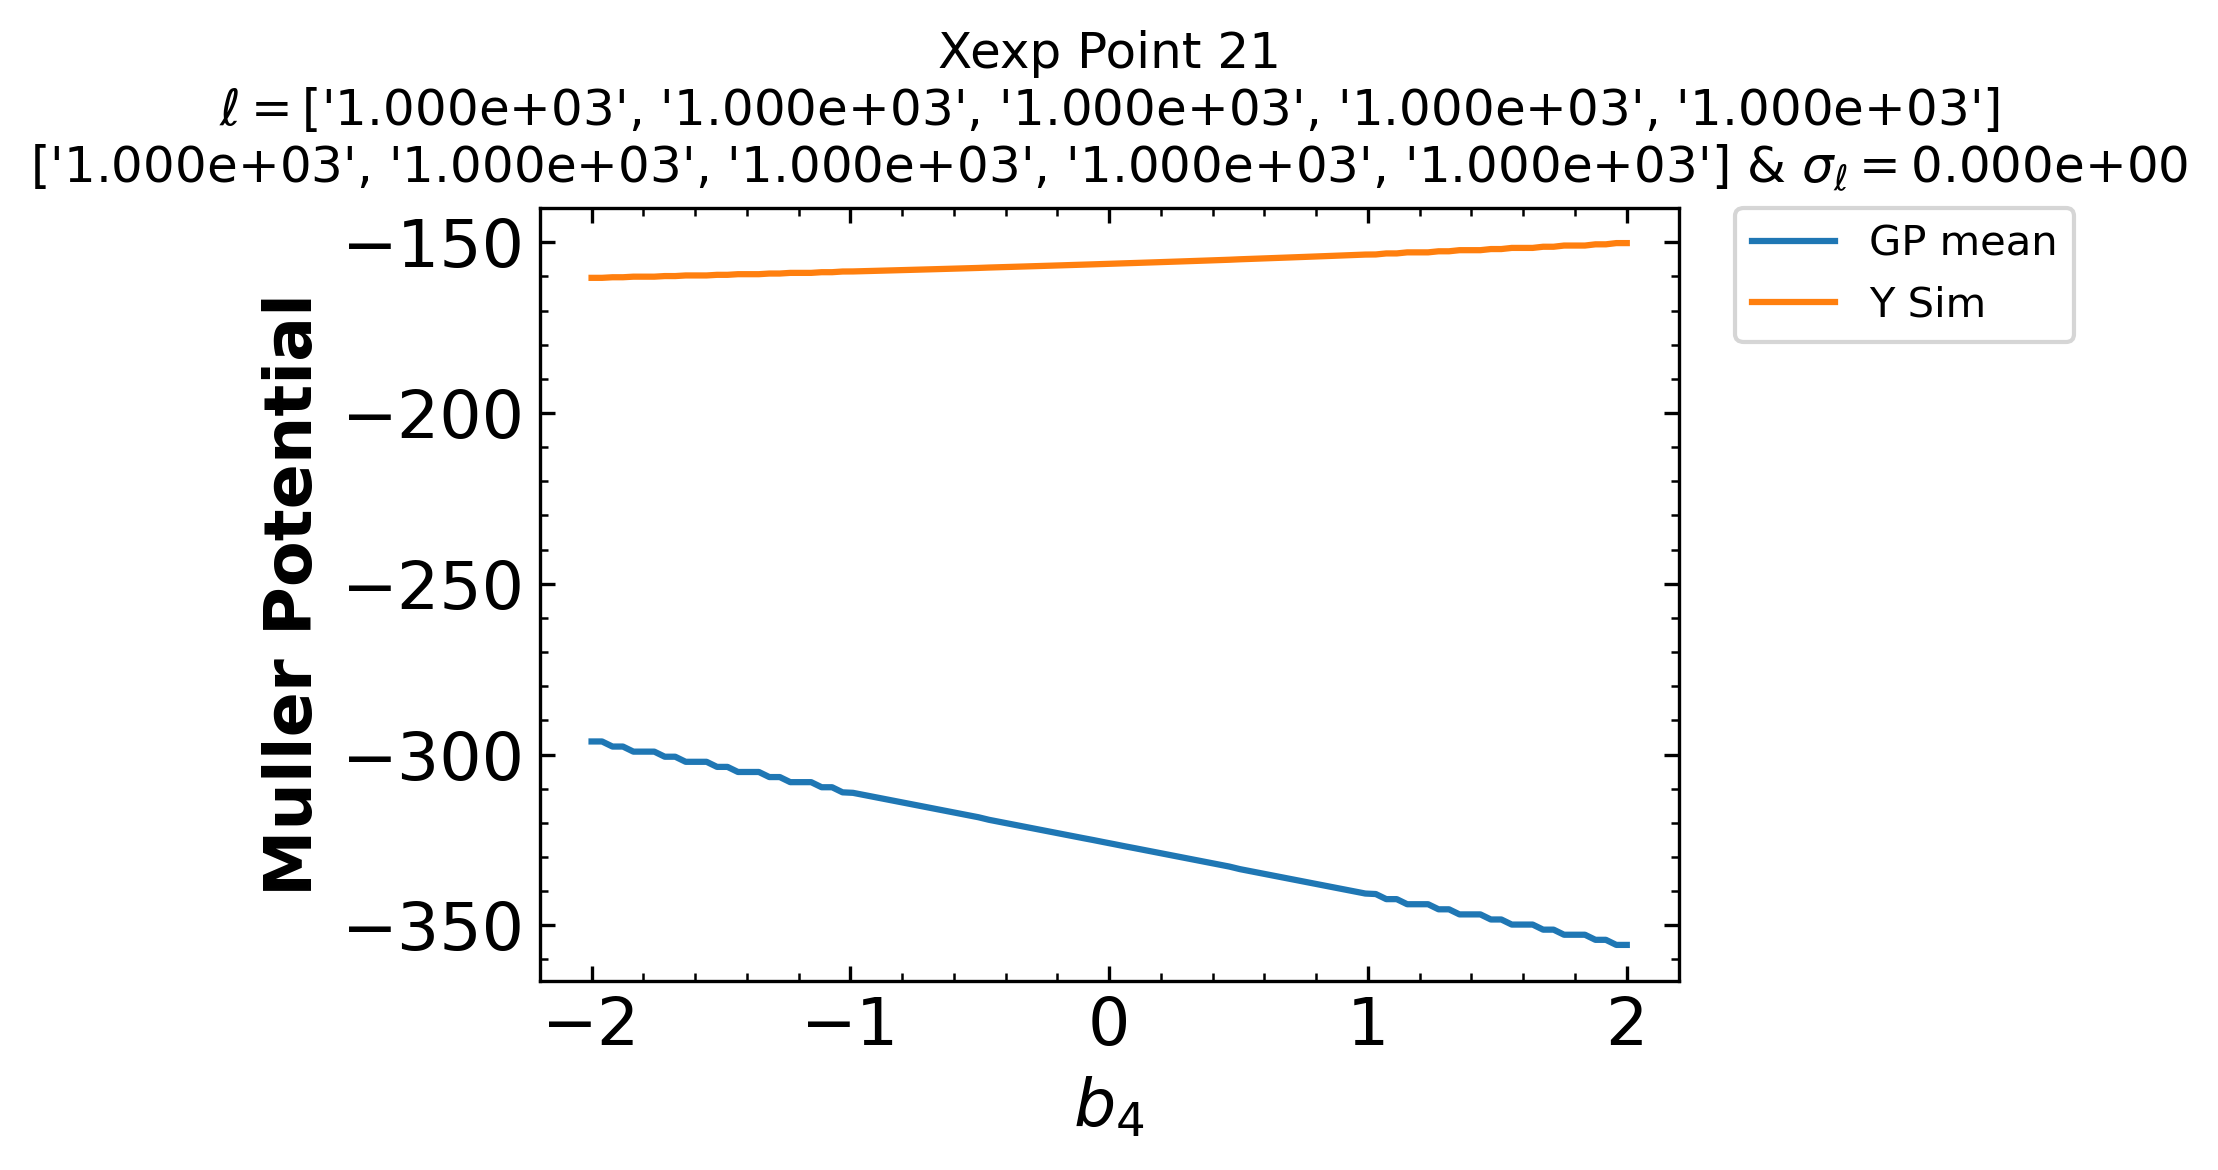 Xexp Point 21
ℓ = ['1.000e+03', '1.000e+03', '1.000e+03', '1.000e+03', '1.000e+03']
['1.000e+03', '1.000e+03', '1.000e+03', '1.000e+03', '1.000e+03'] & σℓ = 0.000e+00
GP mean
Y Sim
Muller Potential
−150
−200
−250
−300
−350
−2
−1
0
1
2
b₄